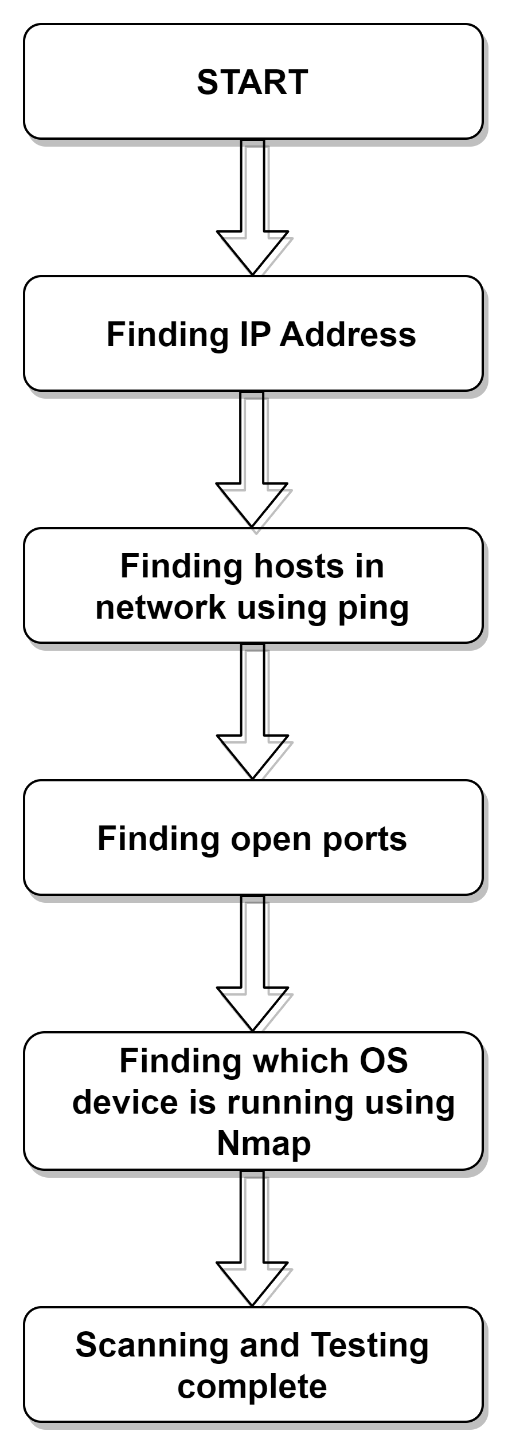 START
Finding IP Address
Finding hosts in
network using ping
Finding open ports
Finding which OS
device is running using
Nmap
Scanning and Testing
complete